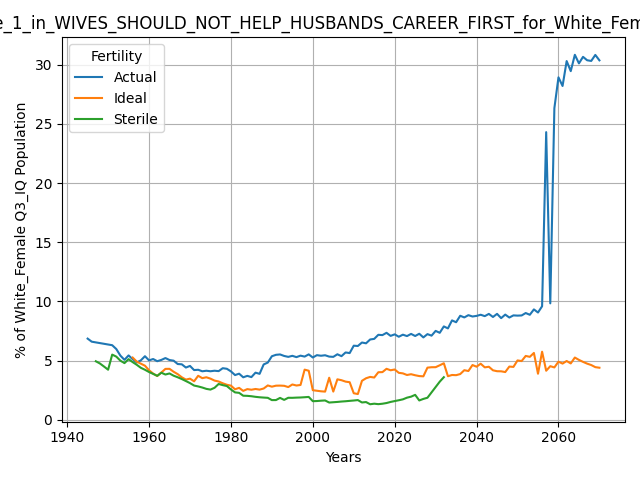 e_1_in_WIVES_SHOULD_NOT_HELP_HUSBANDS_CAREER_FIRST_for_White_Fem
Fertility
Actual
Ideal
Sterile
% of White_Female Q3_IQ Population
30
25
20
15
10
5
0
1940 1960 1980 2000 2020 2040 2060
Years